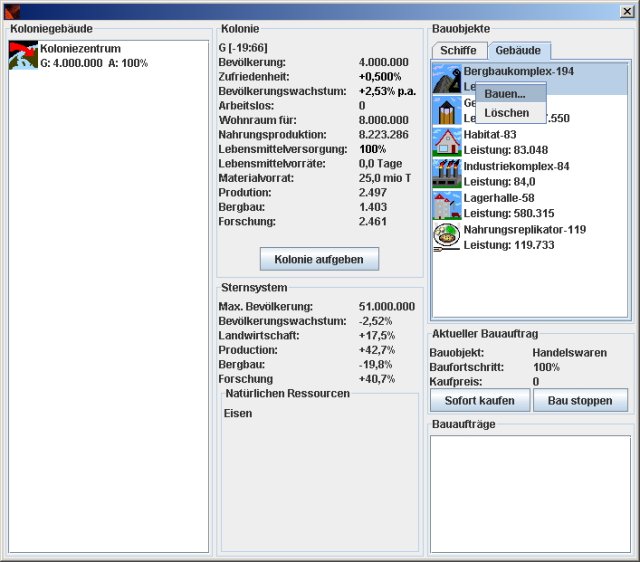 Koloniegebäude
Koloniezentrum
G: 4.000.000 A: 100%
Kolonie
G [-19:66]
Bevölkerung: 4.000.000
Zufriedenheit: +0,500%
Bevölkerungswachstum: +2,53% p.a.
Arbeitslos: 0
Wohnraum für: 8.000.000
Nahrungsproduktion: 8.223.286
Lebensmittelversorgung: 100%
Lebensmittelvorräte: 0,0 Tage
Materialvorrat: 25,0 mio T
Prodution: 2.497
Bergbau: 1.403
Forschung: 2.461
Kolonie aufgeben
Sternsystem
Max. Bevölkerung: 51.000.000
Bevölkerungswachstum: -2,52%
Landwirtschaft: +17,5%
Production: +42,7%
Bergbau: -19,8%
Forschung +40,7%
Natürlichen Ressourcen
Eisen
Bauobjekte
Schiffe Gebäude
Bergbaukomplex-194
Le
Bauen...
Löschen
Ge
Le 7.550
Habitat-83
Leistung: 83.048
Industriekomplex-84
Leistung: 84,0
Lagerhalle-58
Leistung: 580.315
Nahrungsreplikator-119
Leistung: 119.733
Aktueller Bauauftrag
Bauobjekt: Handelswaren
Baufortschritt: 100%
Kaufpreis: 0
Sofort kaufen Bau stoppen
Bauaufträge